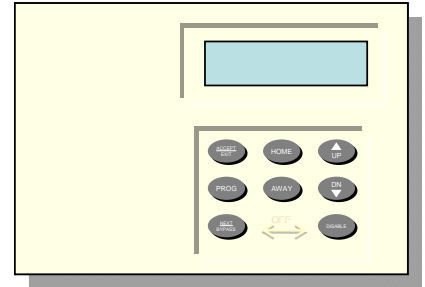 ACCEPT
EXIT
HOME
UP
PROG
AWAY
DN
NEXT
BYPASS
OFF
DISABLE